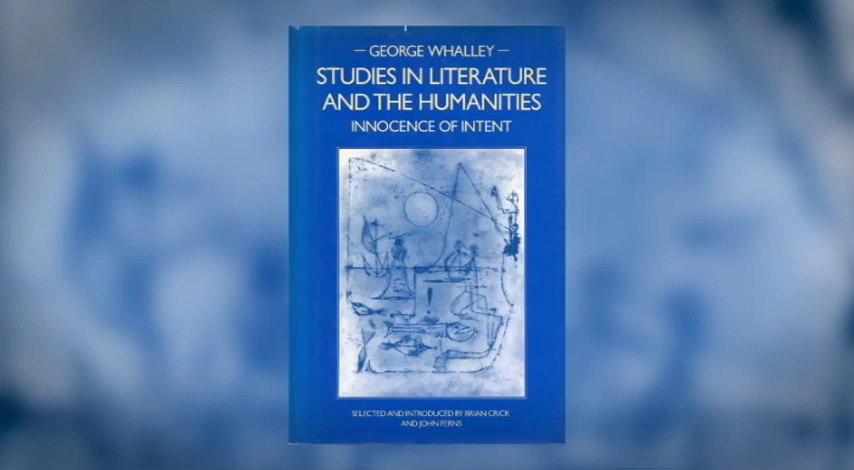 — GEORGE WHALLEY —
STUDIES IN LITERATURE
AND THE HUMANITIES
INNOCENCE OF INTENT
SELECTED AND INTRODUCED BY BRIAN CRICK
AND JOHN FERNS